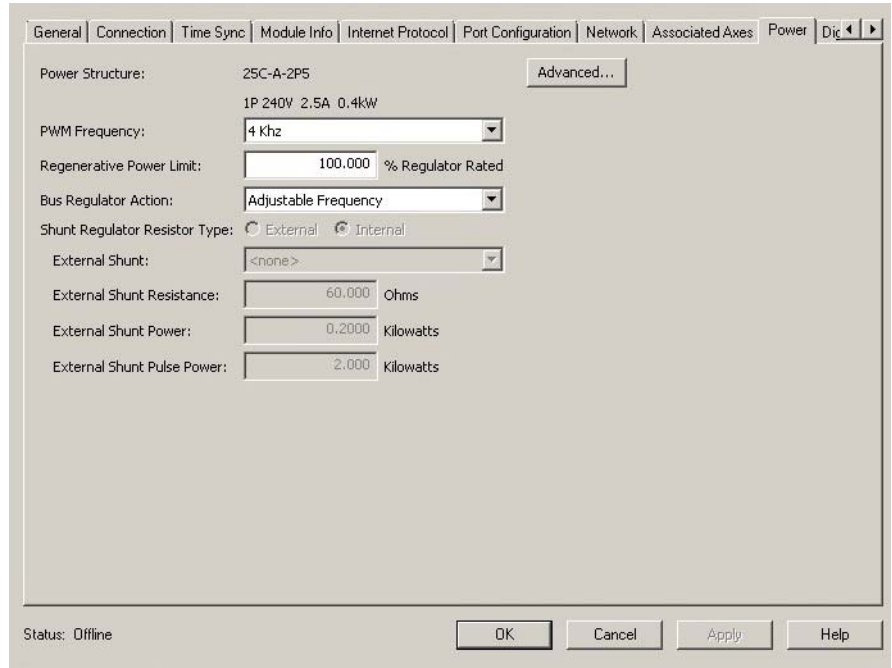 General Connection Time Sync Module Info Internet Protocol Port Configuration Network Associated Axes Power
Power Structure: 25C-A-2P5 Advanced...
1P 240V 2.5A 0.4kW
PWM Frequency: 4 Khz
Regenerative Power Limit: 100.000 % Regulator Rated
Bus Regulator Action: Adjustable Frequency
Shunt Regulator Resistor Type: External Internal
External Shunt: <none>
External Shunt Resistance: 60.000 Ohms
External Shunt Power: 0.2000 Kilowatts
External Shunt Pulse Power: 2.000 Kilowatts
Status: Offline OK Cancel Apply Help